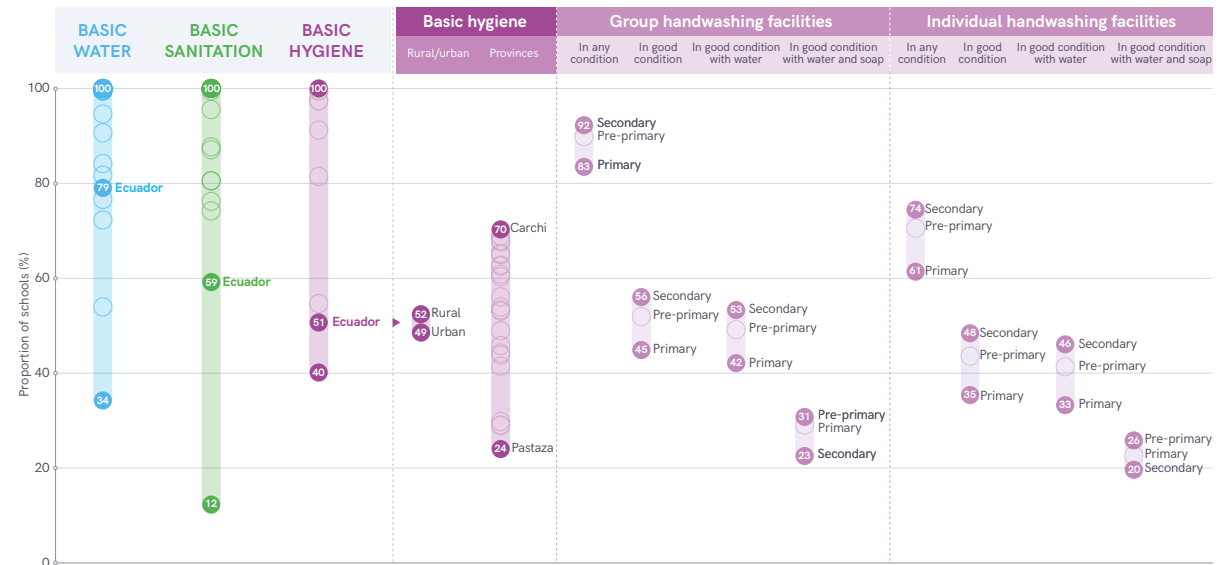 BASIC WATER
BASIC SANITATION
BASIC HYGIENE
Basic hygiene
Rural/urban
Provinces
Group handwashing facilities
In any condition
In good condition
In good condition with water
In good condition with water and soap
Individual handwashing facilities
In any condition
In good condition
In good condition with water
In good condition with water and soap
Proportion of schools (%)
100
80
60
40
20
0
100
79 Ecuador
34
100
59 Ecuador
12
100
51 Ecuador
40
52 Rural
49 Urban
70 Carchi
24 Pastaza
92 Secondary
Pre-primary
83 Primary
56 Secondary
Pre-primary
45 Primary
53 Secondary
Pre-primary
42 Primary
31 Pre-primary
Primary
23 Secondary
74 Secondary
Pre-primary
61 Primary
48 Secondary
Pre-primary
35 Primary
46 Secondary
Pre-primary
33 Primary
26 Pre-primary
Primary
20 Secondary